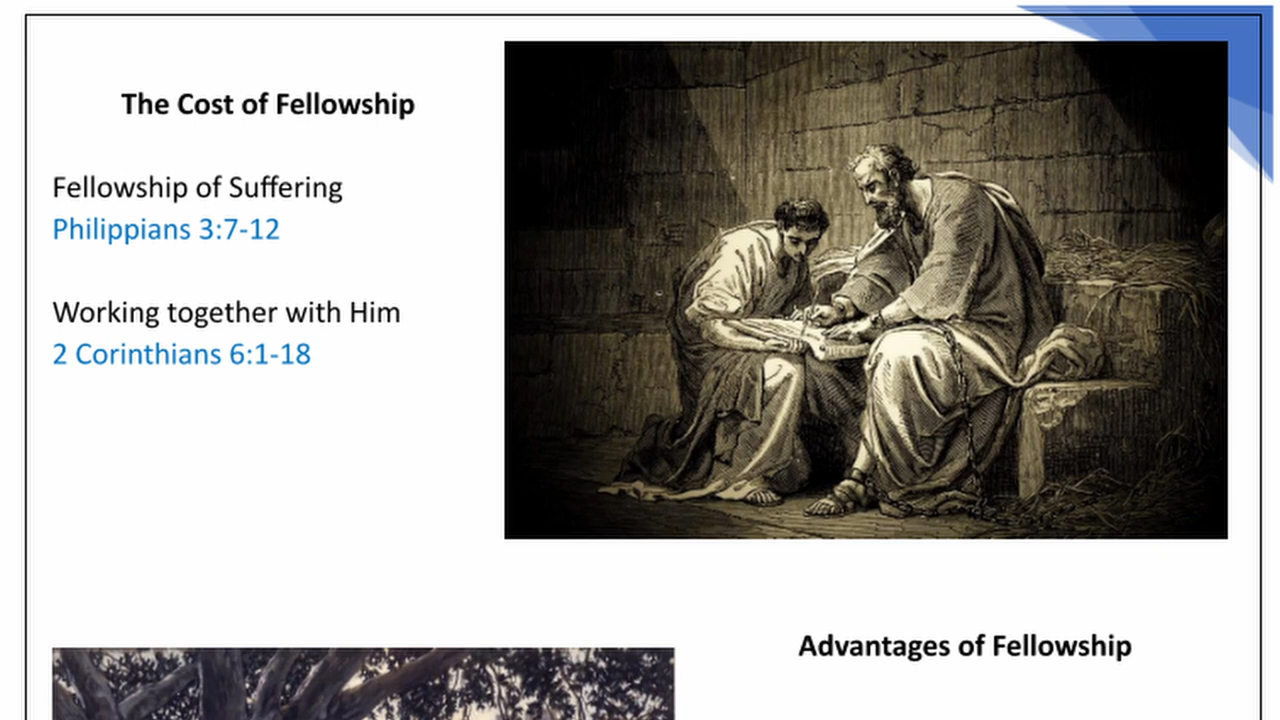 The Cost of Fellowship
Fellowship of Suffering
Philippians 3:7-12
Working together with Him
2 Corinthians 6:1-18
Advantages of Fellowship